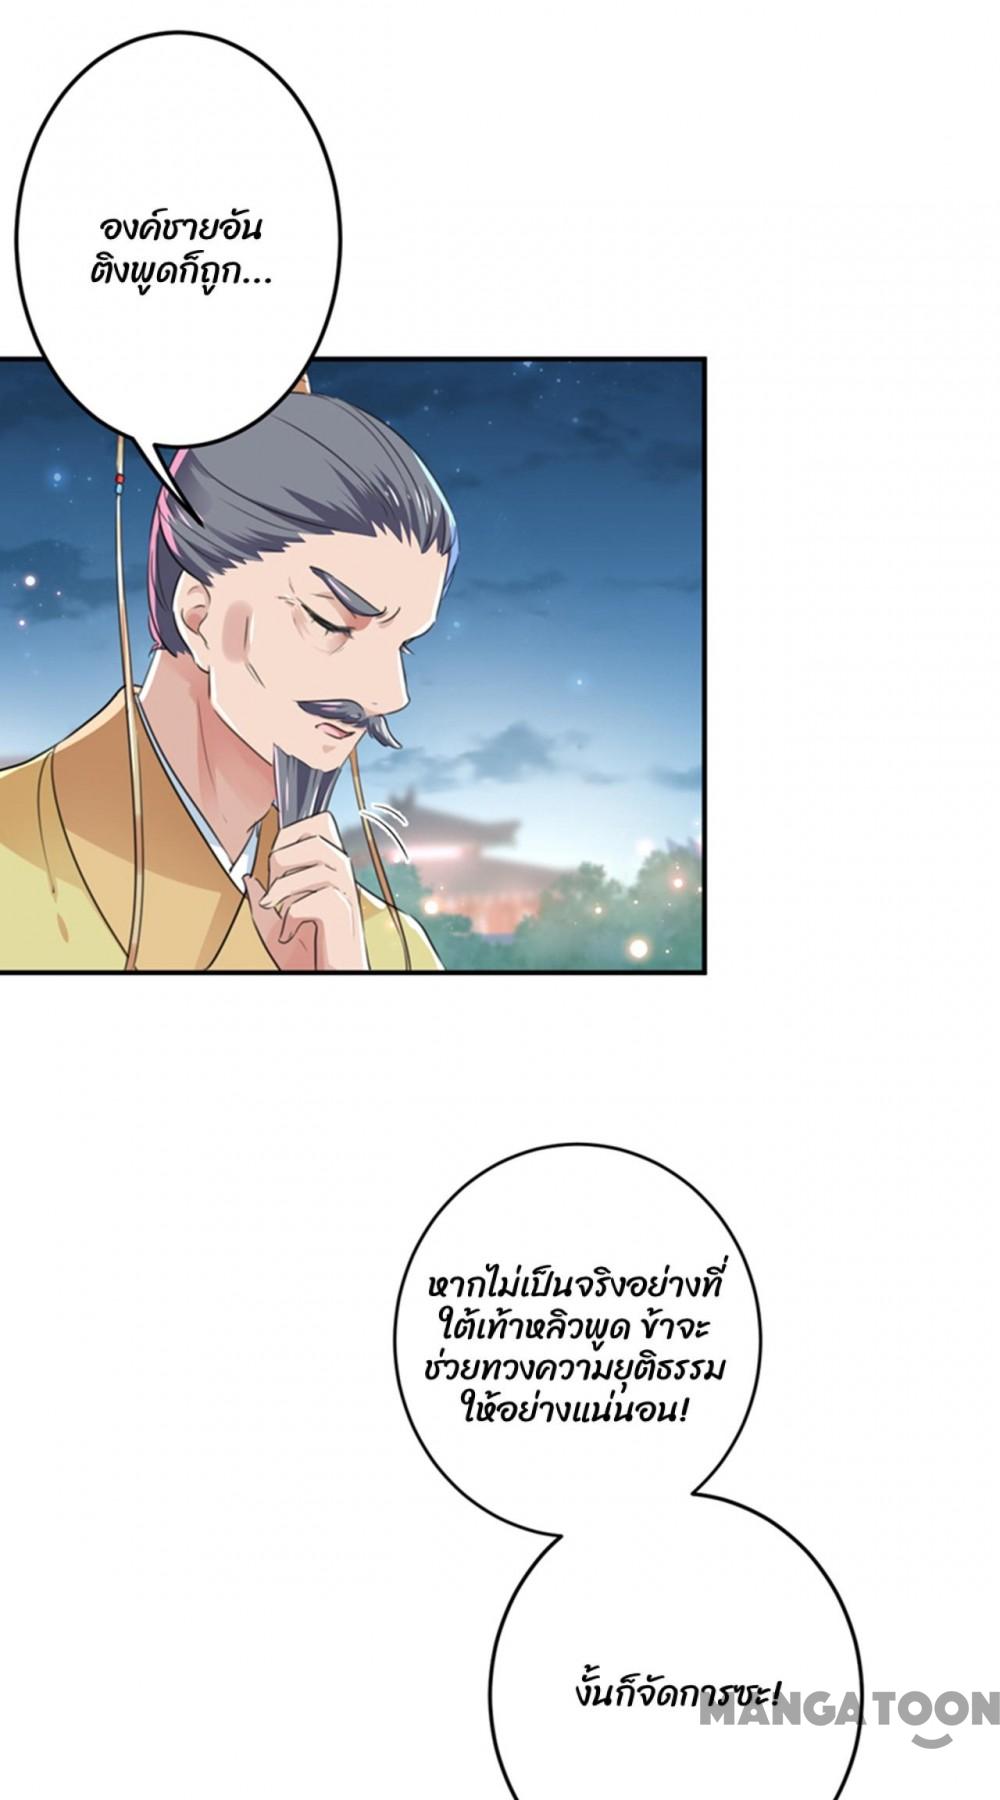 องค์ชายอัน
ติงพูดก็ถูก...
หากไม่เป็นจริงอย่างที่
ใต้เท้าหลิวพูด ข้าจะ
ช่วยทวงความยุติธรรม
ให้อย่างแน่นอน!
งั้นก็จัดการซะ!
MANGATOON